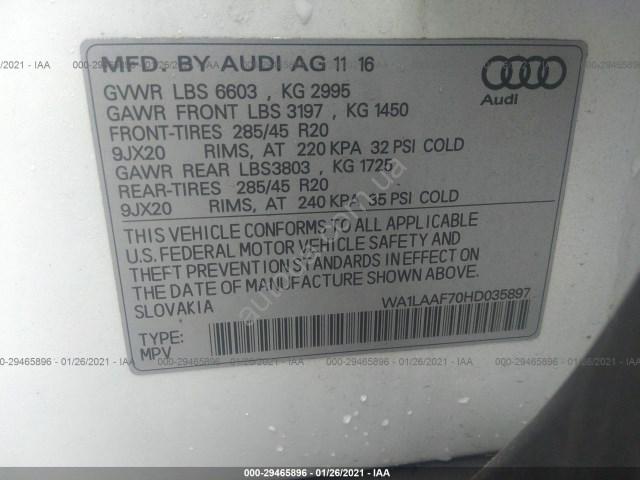 MFD. BY AUDI AG 11 16
GVWR LBS 6603 , KG 2995
GAWR FRONT LBS 3197 , KG 1450
FRONT-TIRES 285/45 R20
9JX20 RIMS, AT 220 KPA 32 PSI COLD
GAWR REAR LBS3803 , KG 1725
REAR-TIRES 285/45 R20
9JX20 RIMS, AT 240 KPA 35 PSI COLD
Audi
THIS VEHICLE CONFORMS TO ALL APPLICABLE
U.S. FEDERAL MOTOR VEHICLE SAFETY AND
THEFT PREVENTION STANDARDS IN EFFECT ON
THE DATE OF MANUFACTURE SHOWN ABOVE.
SLOVAKIA
WA1LAAF70HD035897
TYPE:
MPV
000-29465896 - 01/26/2021 - IAA